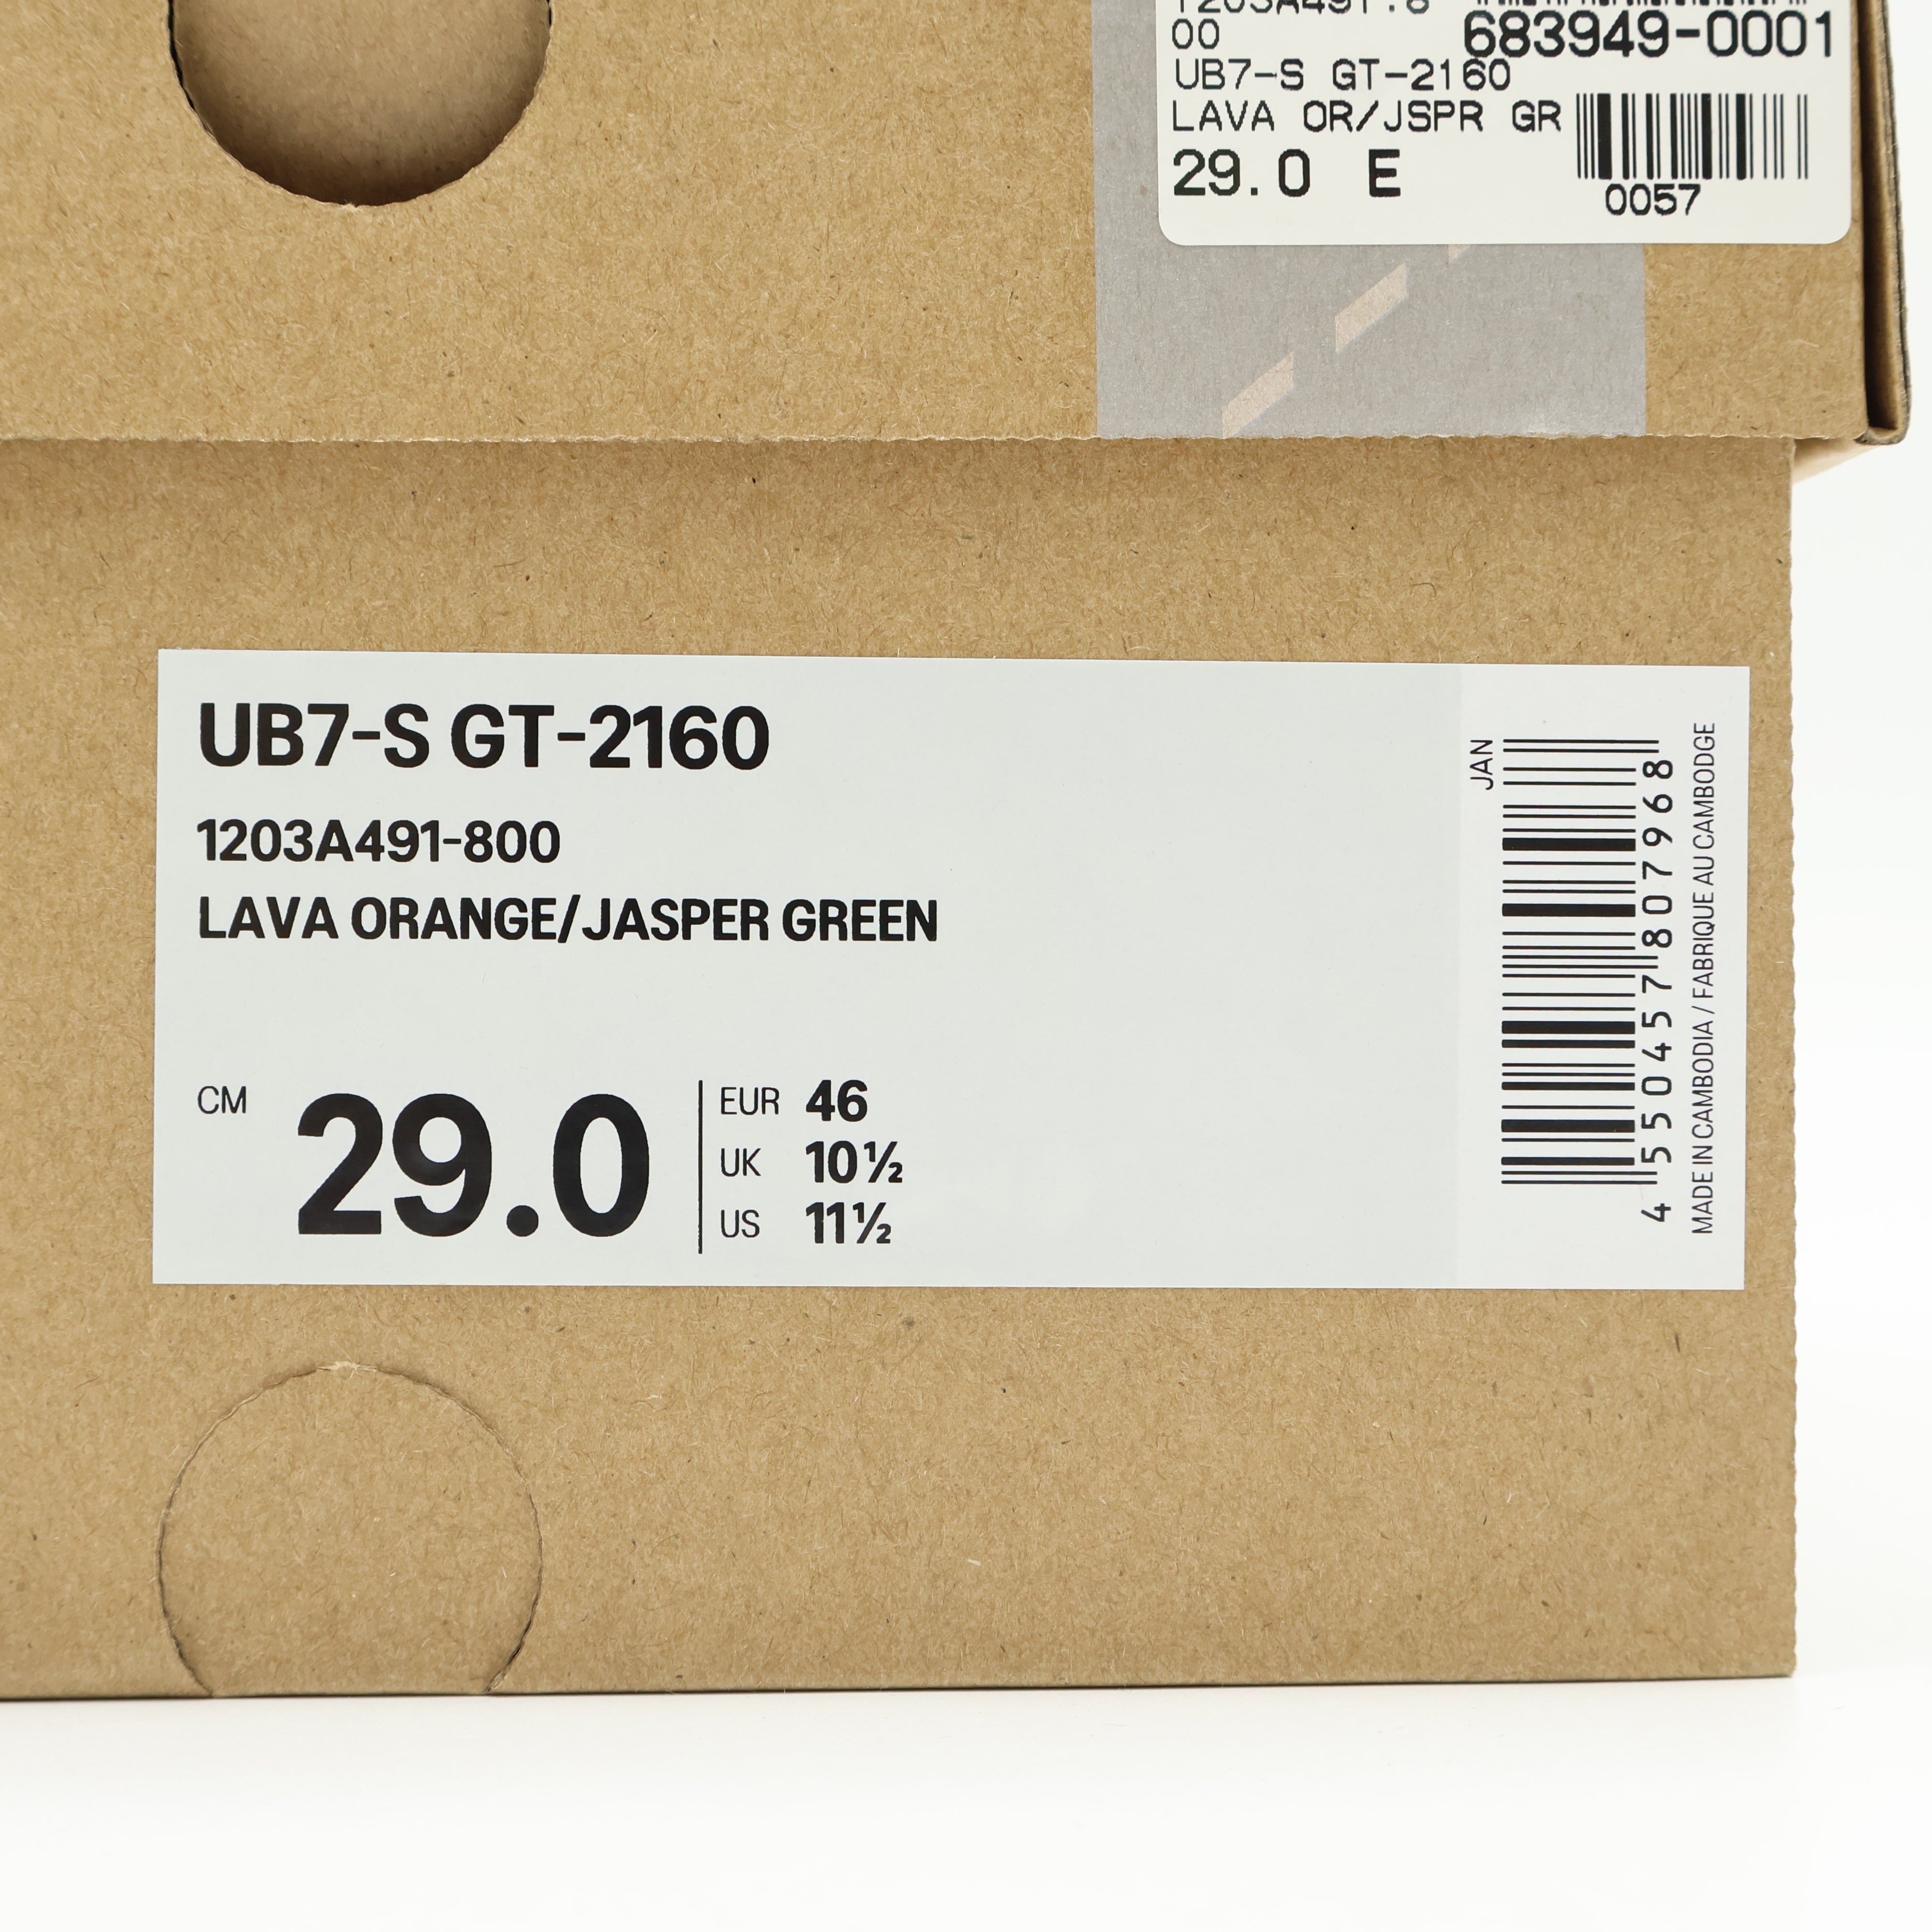 1203A491.8
00
683949-0001
UB7-S GT-2160
LAVA OR/JSPR GR
29.0 E
0057
UB7-S GT-2160
1203A491-800
LAVA ORANGE/JASPER GREEN
CM 29.0
EUR 46
UK 10½
US 11½
JAN
4550457807968
MADE IN CAMBODIA / FABRIQUE AU CAMBODGE